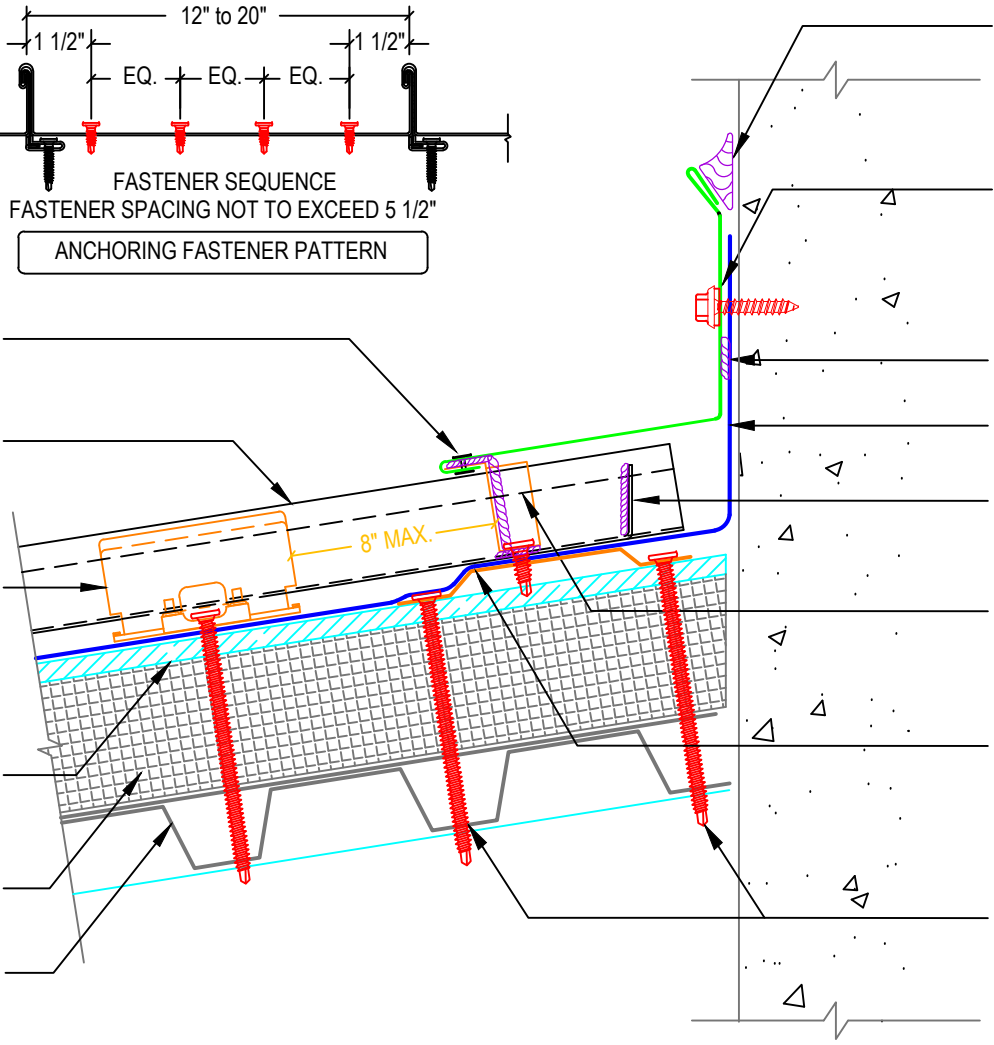 12" to 20"
1 1/2" 1 1/2"
EQ. EQ. EQ.
FASTENER SEQUENCE
FASTENER SPACING NOT TO EXCEED 5 1/2"
ANCHORING FASTENER PATTERN
8" MAX.